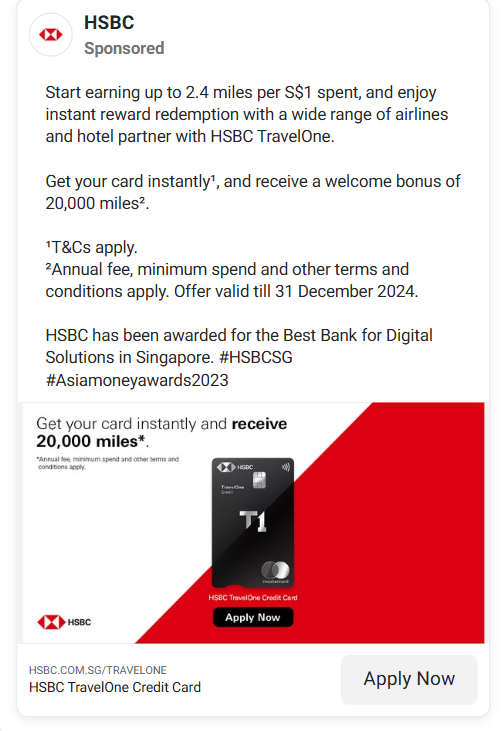 HSBC
Sponsored
Start earning up to 2.4 miles per S$1 spent, and enjoy
instant reward redemption with a wide range of airlines
and hotel partner with HSBC TravelOne.
Get your card instantly¹, and receive a welcome bonus of
20,000 miles².
¹T&Cs apply.
²Annual fee, minimum spend and other terms and
conditions apply. Offer valid till 31 December 2024.
HSBC has been awarded for the Best Bank for Digital
Solutions in Singapore. #HSBCSG
#Asiamoneyawards2023
Get your card instantly and receive
20,000 miles*.
*Annual fee, minimum spend and other terms and
conditions apply.
HSBC
TravelOne
Credit
T1
mastercard
HSBC TravelOne Credit Card
Apply Now
HSBC
HSBC.COM.SG/TRAVELONE
HSBC TravelOne Credit Card
Apply Now